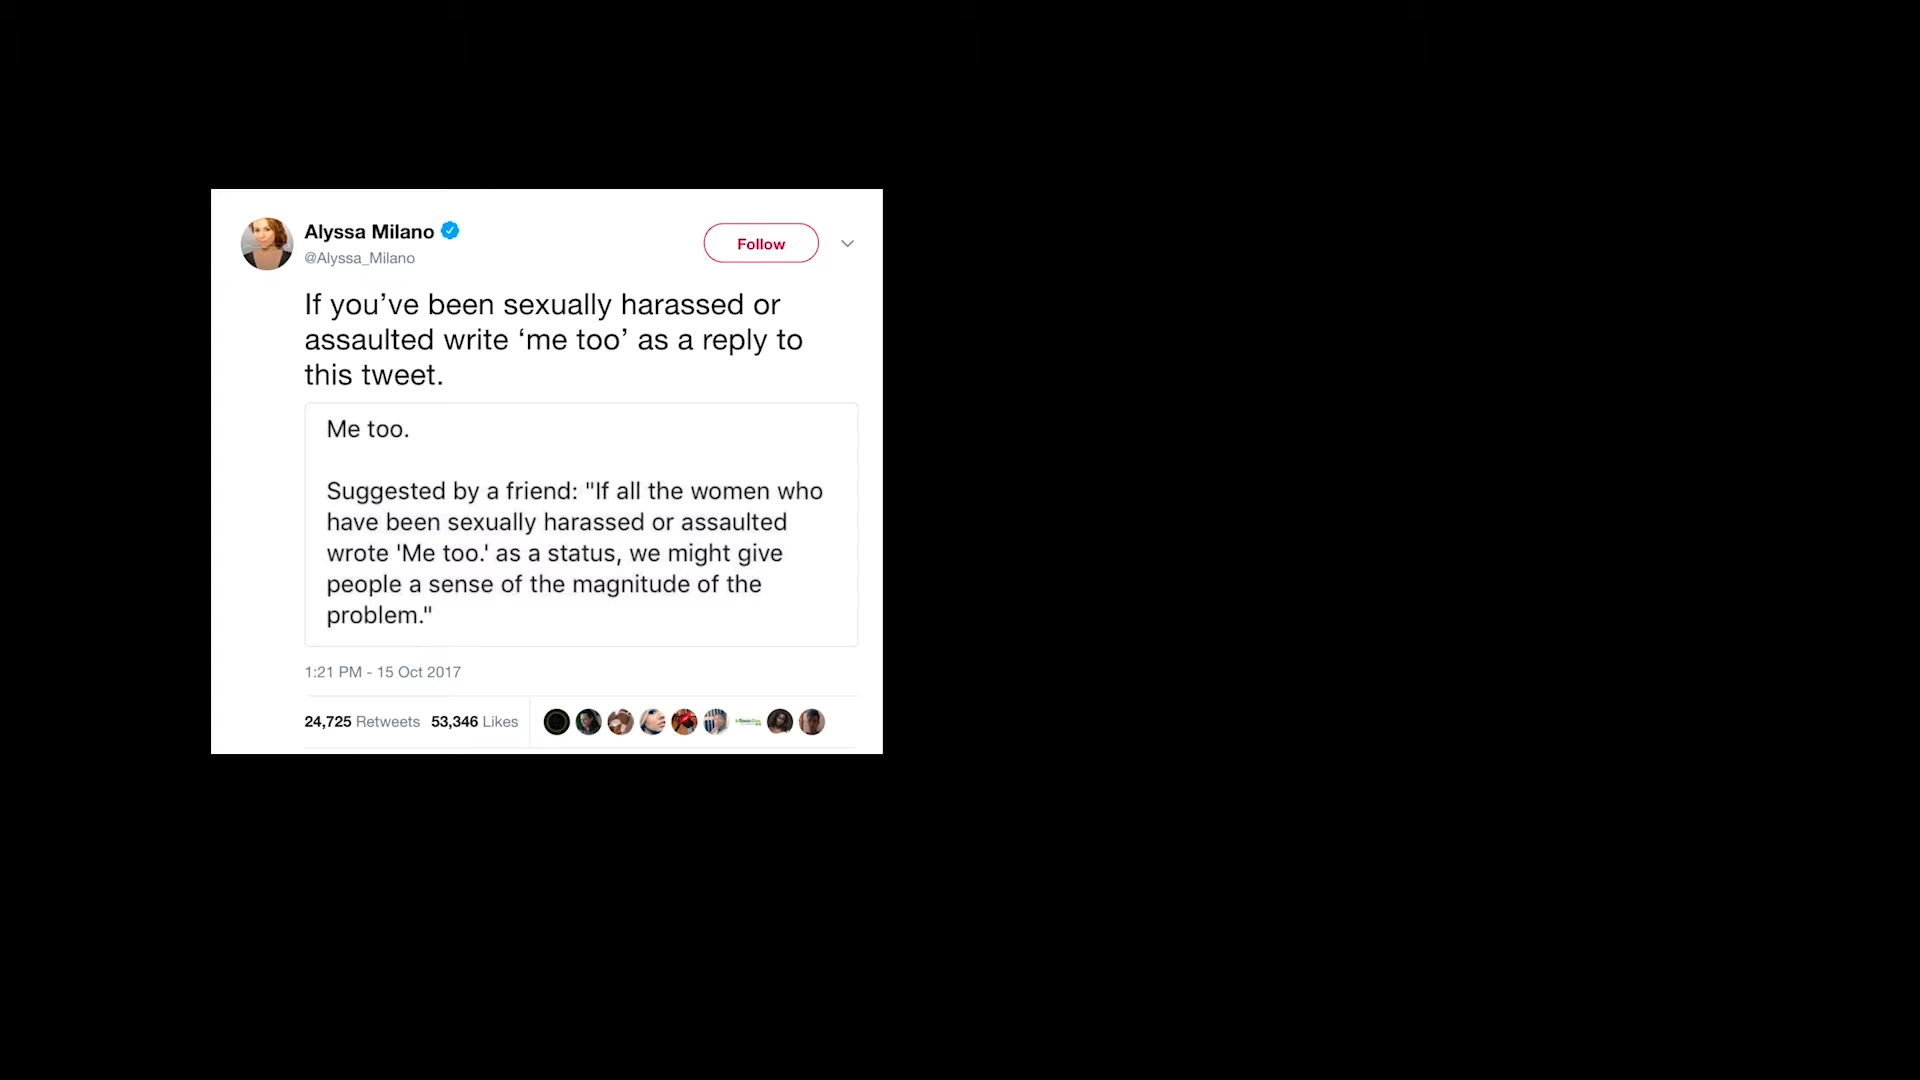 Alyssa Milano
@Alyssa_Milano
Follow
If you’ve been sexually harassed or
assaulted write ‘me too’ as a reply to
this tweet.
Me too.
Suggested by a friend: "If all the women who
have been sexually harassed or assaulted
wrote 'Me too.' as a status, we might give
people a sense of the magnitude of the
problem."
1:21 PM - 15 Oct 2017
24,725 Retweets 53,346 Likes